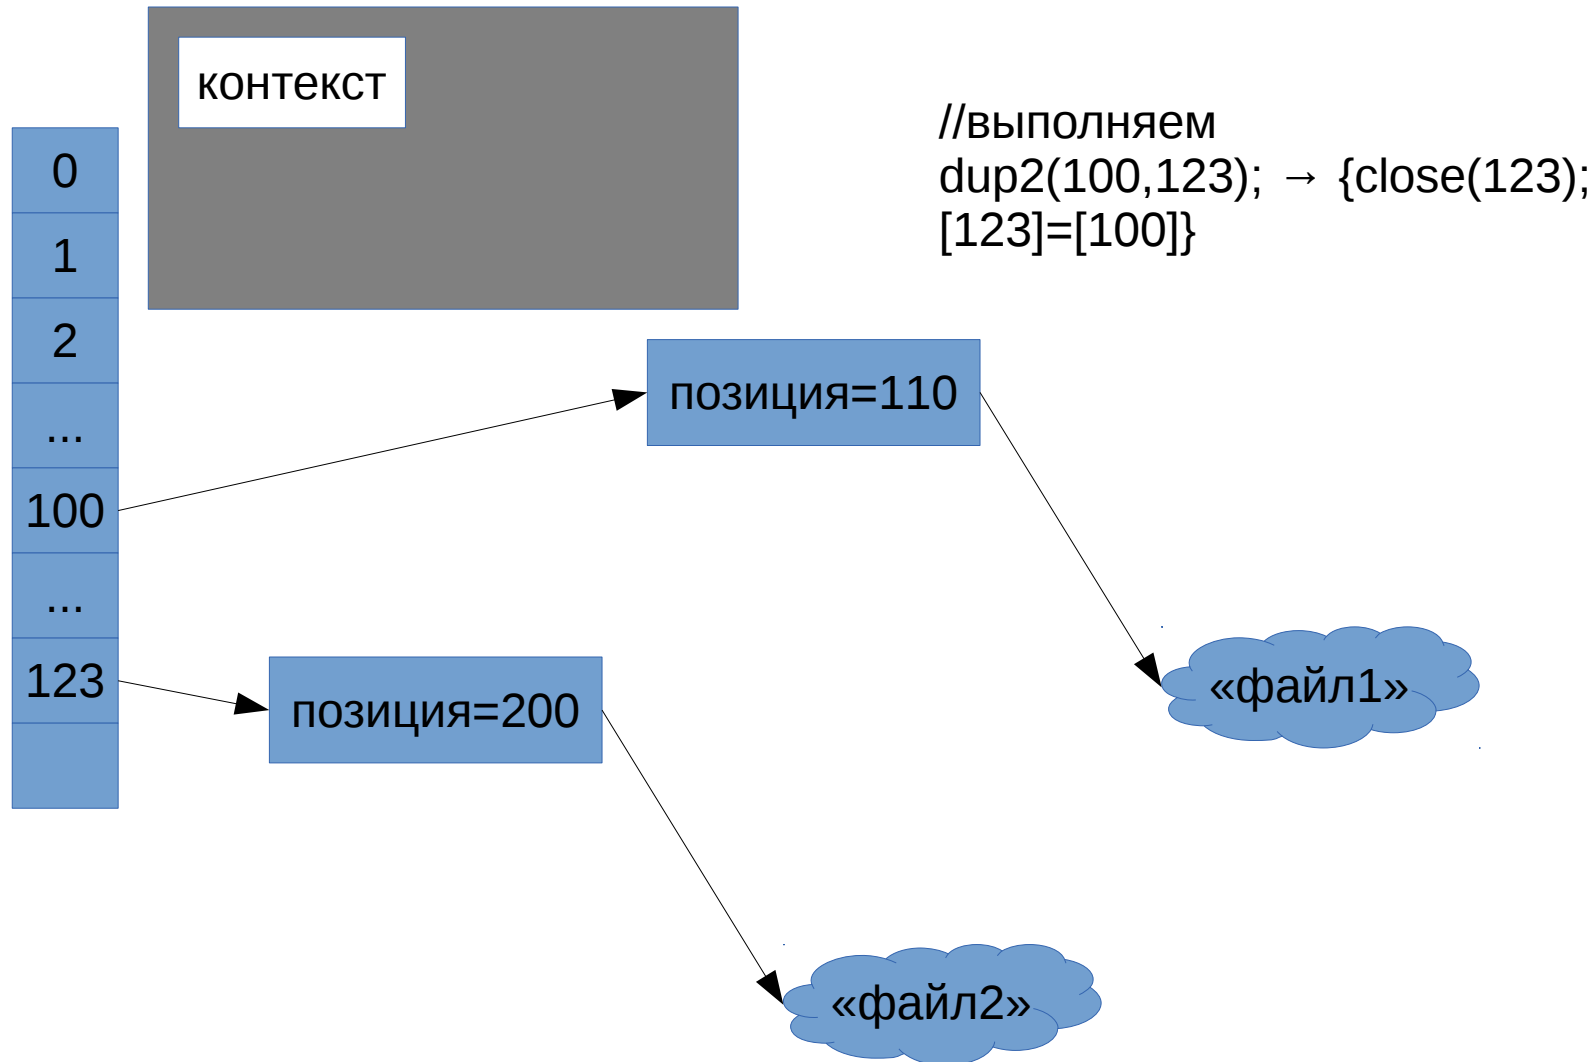 контекст
//выполняем
dup2(100,123); → {close(123);
[123]=[100]}
0
1
2
...
100
...
123
позиция=110
позиция=200
«файл1»
«файл2»